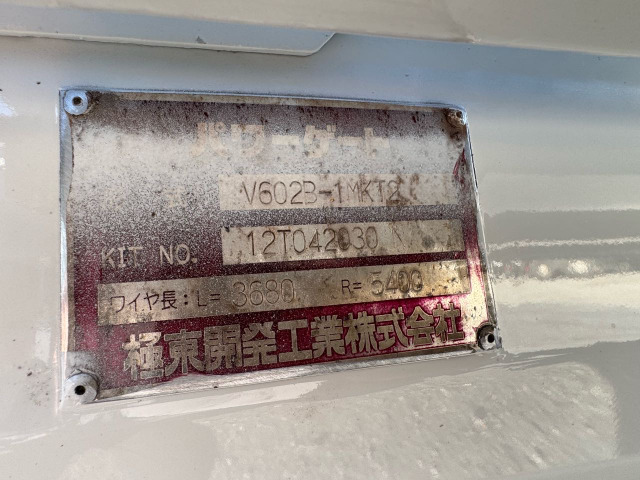 パワーゲート
V602B-1MKT2
KIT NO. 12T042030
ワイヤ長：L= 3680 R= 5400
極東開発工業株式会社